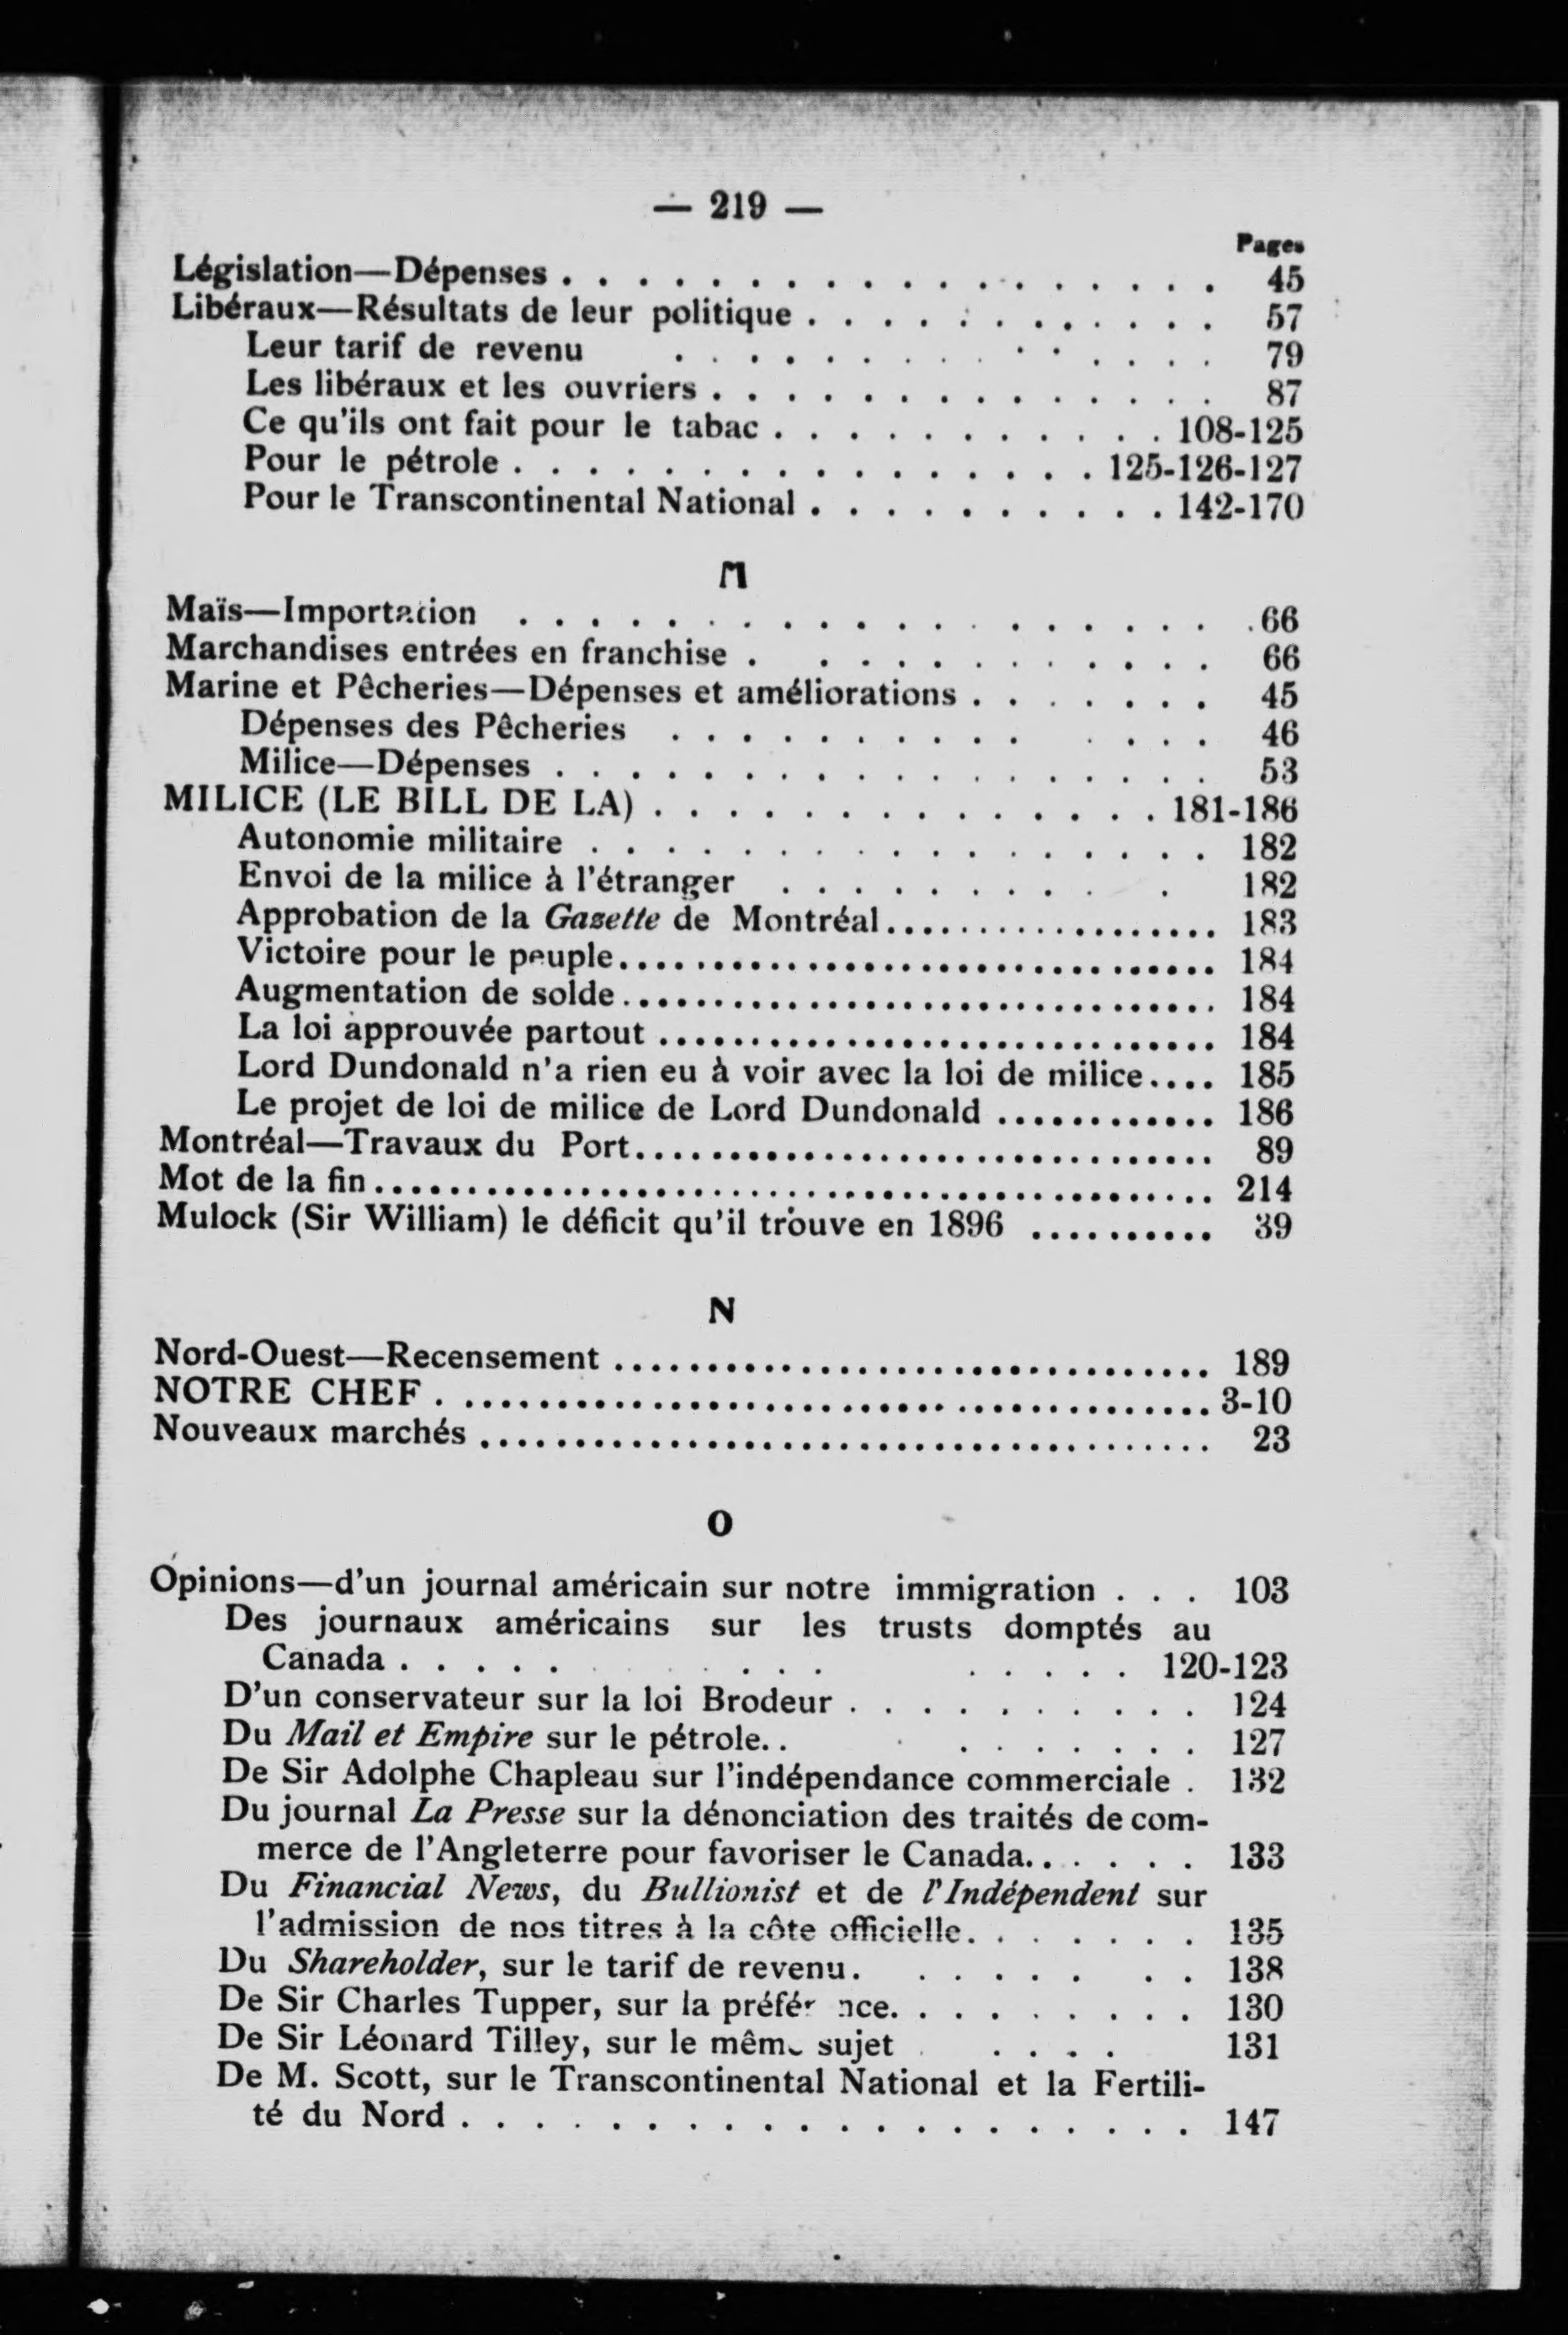 — 219 —
Pages
Législation—Dépenses . . . . . . . . . . . . . . . . . . 45
Libéraux—Résultats de leur politique . . . . . . . . . . . 57
Leur tarif de revenu . . . . . . . . . . . . . . . 79
Les libéraux et les ouvriers . . . . . . . . . . . . . . 87
Ce qu'ils ont fait pour le tabac . . . . . . . . . . . 108-125
Pour le pétrole . . . . . . . . . . . . . . . . 125-126-127
Pour le Transcontinental National . . . . . . . . . . 142-170
M
Maïs—Importation . . . . . . . . . . . . . . . . . . . 66
Marchandises entrées en franchise . . . . . . . . . . . . 66
Marine et Pêcheries—Dépenses et améliorations . . . . . . . 45
Dépenses des Pêcheries . . . . . . . . . . . . . . 46
Milice—Dépenses . . . . . . . . . . . . . . . . . . 53
MILICE (LE BILL DE LA) . . . . . . . . . . . . . . 181-186
Autonomie militaire . . . . . . . . . . . . . . . . . 182
Envoi de la milice à l'étranger . . . . . . . . . . 182
Approbation de la Gazette de Montréal.................. 183
Victoire pour le peuple................................ 184
Augmentation de solde................................ 184
La loi approuvée partout .............................. 184
Lord Dundonald n'a rien eu à voir avec la loi de milice.... 185
Le projet de loi de milice de Lord Dundonald ............ 186
Montréal—Travaux du Port............................... 89
Mot de la fin............................................. 214
Mulock (Sir William) le déficit qu'il trouve en 1896 .......... 39
N
Nord-Ouest—Recensement ................................ 189
NOTRE CHEF . ........................................ 3-10
Nouveaux marchés ....................................... 23
O
Opinions—d'un journal américain sur notre immigration . . . 103
Des journaux américains sur les trusts domptés au
Canada . . . . . . . . . . . . . 120-123
D'un conservateur sur la loi Brodeur . . . . . . . . . . 124
Du Mail et Empire sur le pétrole. . . . . . . . . . 127
De Sir Adolphe Chapleau sur l'indépendance commerciale . 132
Du journal La Presse sur la dénonciation des traités de com-
merce de l'Angleterre pour favoriser le Canada. . . . . . 133
Du Financial News, du Bullionist et de l'Indépendent sur
l'admission de nos titres à la côte officielle. . . . . . . 135
Du Shareholder, sur le tarif de revenu. . . . . . . . 138
De Sir Charles Tupper, sur la préférence. . . . . . . . . 130
De Sir Léonard Tilley, sur le même sujet . . . . . 131
De M. Scott, sur le Transcontinental National et la Fertili-
té du Nord . . . . . . . . . . . . . . . . . . . . 147